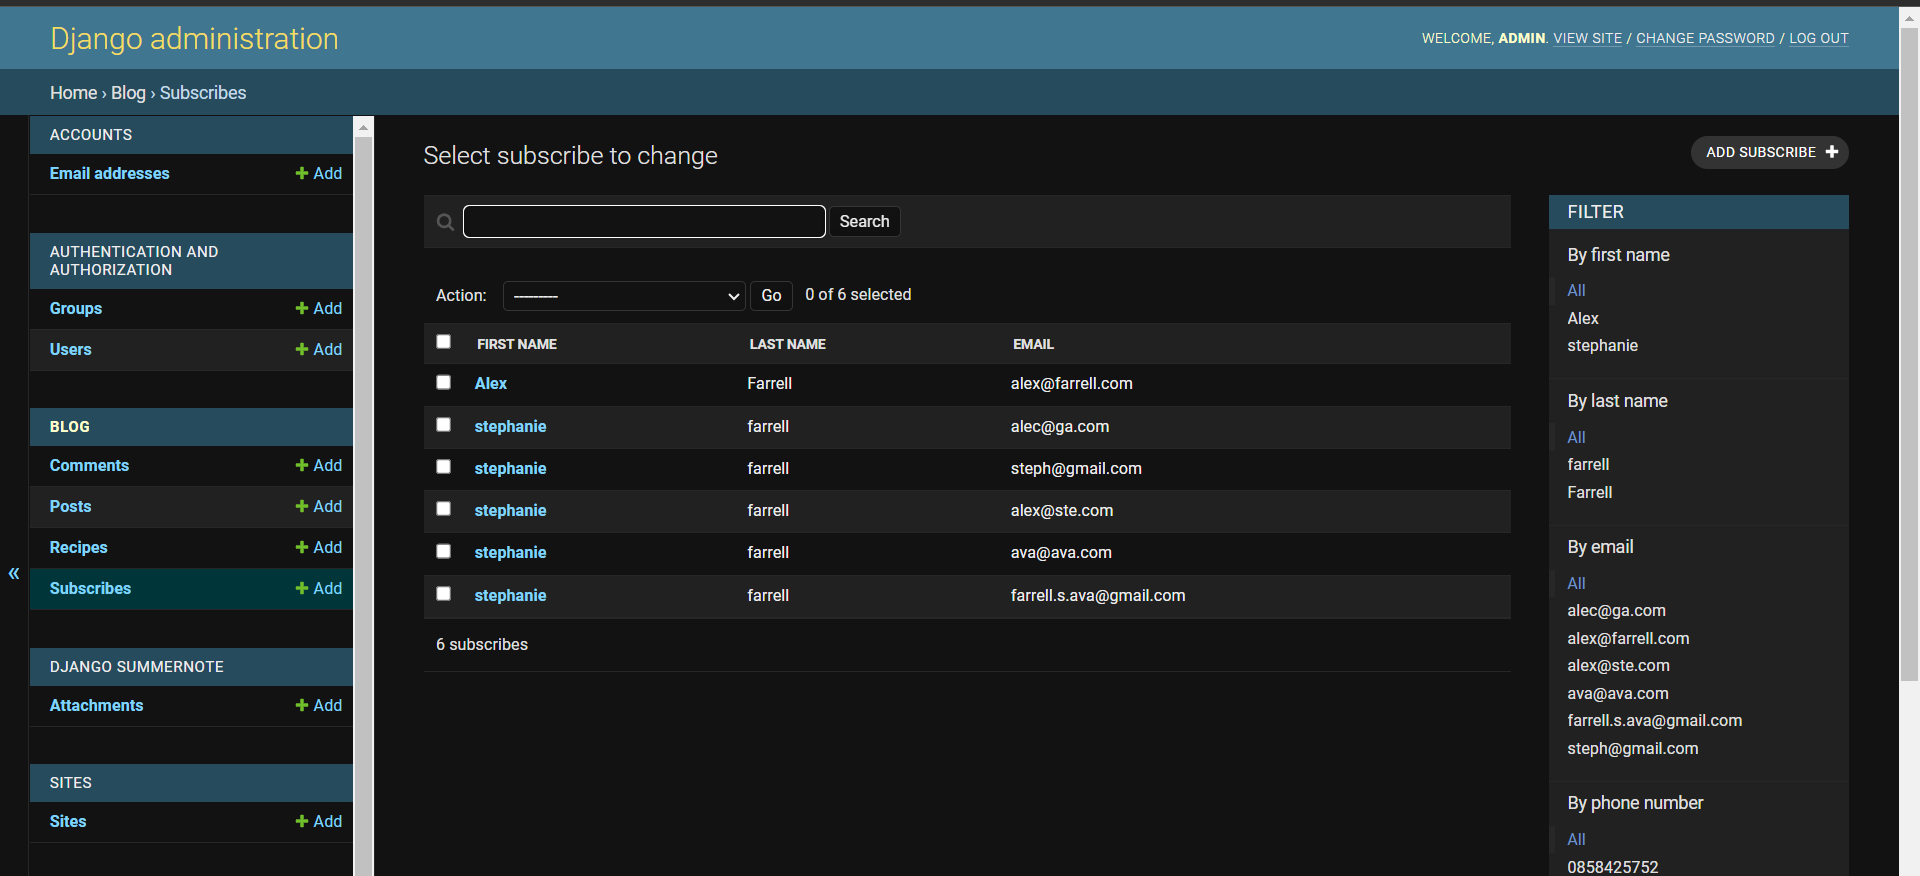 Django administration
WELCOME, ADMIN. VIEW SITE / CHANGE PASSWORD / LOG OUT
Home › Blog › Subscribes
ACCOUNTS
Email addresses + Add
AUTHENTICATION AND
AUTHORIZATION
Groups + Add
Users + Add
BLOG
Comments + Add
Posts + Add
Recipes + Add
Subscribes + Add
«
DJANGO SUMMERNOTE
Attachments + Add
SITES
Sites + Add
Select subscribe to change
ADD SUBSCRIBE +
Search
Action: --------- Go 0 of 6 selected
FIRST NAME LAST NAME EMAIL
Alex Farrell alex@farrell.com
stephanie farrell alec@ga.com
stephanie farrell steph@gmail.com
stephanie farrell alex@ste.com
stephanie farrell ava@ava.com
stephanie farrell farrell.s.ava@gmail.com
6 subscribes
FILTER
By first name
All
Alex
stephanie
By last name
All
farrell
Farrell
By email
All
alec@ga.com
alex@farrell.com
alex@ste.com
ava@ava.com
farrell.s.ava@gmail.com
steph@gmail.com
By phone number
All
0858425752